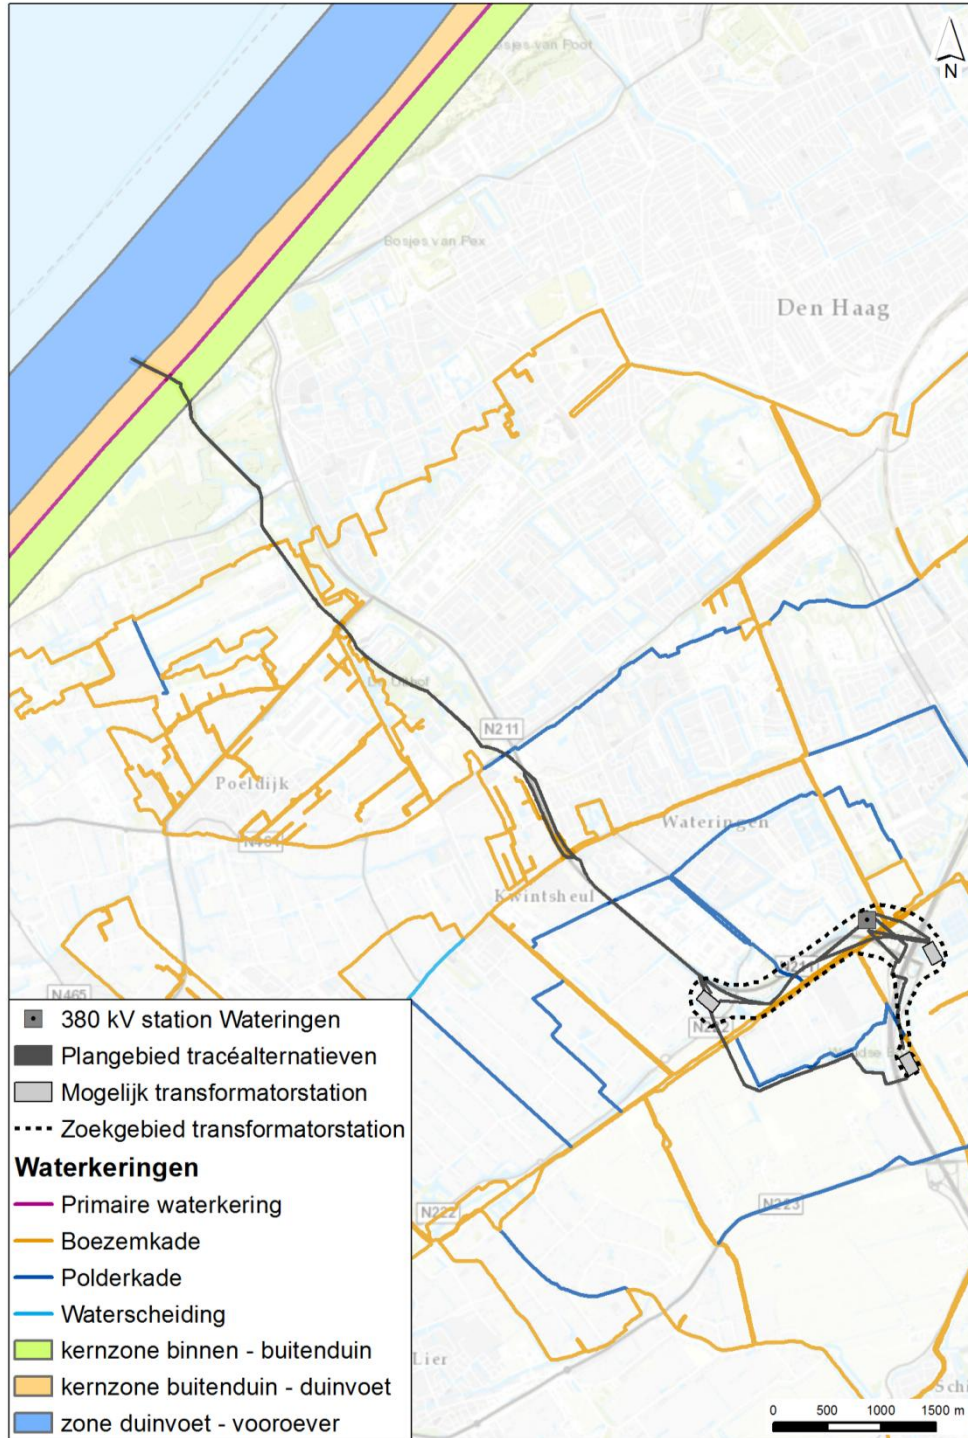 Bosjes van Poot
N
Bosjes van Pex
Den Haag
N211
Poeldijk
Wateringen
Kwintsheul
N465
N211
N222
380 kV station Wateringen
Plangebied tracéalternatieven
Mogelijk transformatorstation
Zoekgebied transformatorstation
Waterkeringen
Primaire waterkering
Boezemkade
Polderkade
Waterscheiding
kernzone binnen - buitenduin
kernzone buitenduin - duinvoet
zone duinvoet - vooroever
N222
N223
Lier
Schi
0 500 1000 1500 m